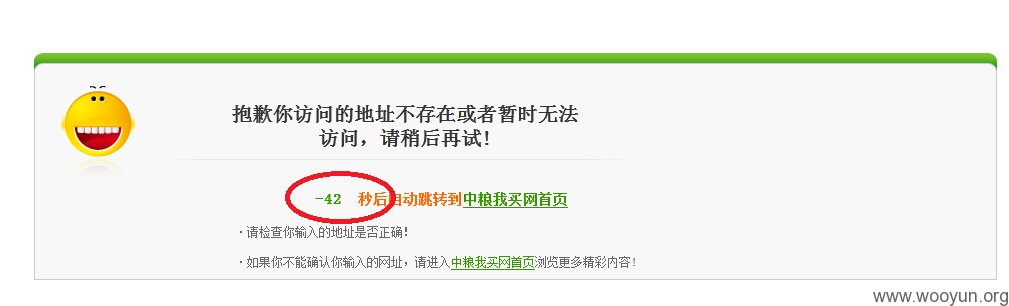 抱歉你访问的地址不存在或者暂时无法
访问，请稍后再试!
-42 秒后自动跳转到中粮我买网首页
·请检查你输入的地址是否正确!
·如果你不能确认你输入的网址，请进入中粮我买网首页浏览更多精彩内容!
www.wooyun.org